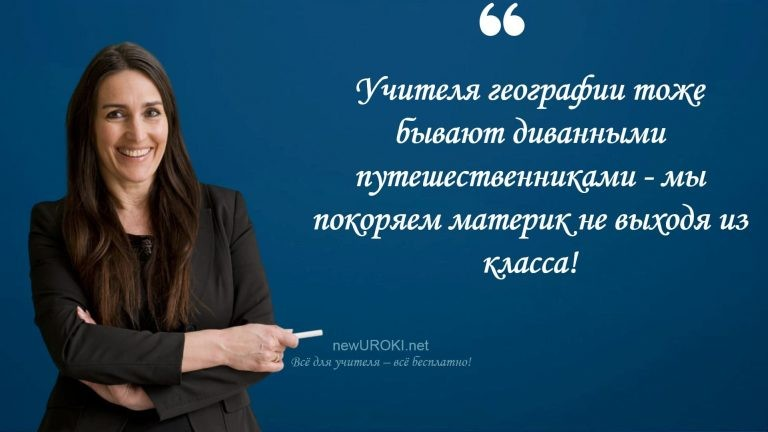 “
Учителя географии тоже
бывают диванными
путешественниками - мы
покоряем материк не выходя из
класса!
newUROKI.net
Всё для учителя – всё бесплатно!